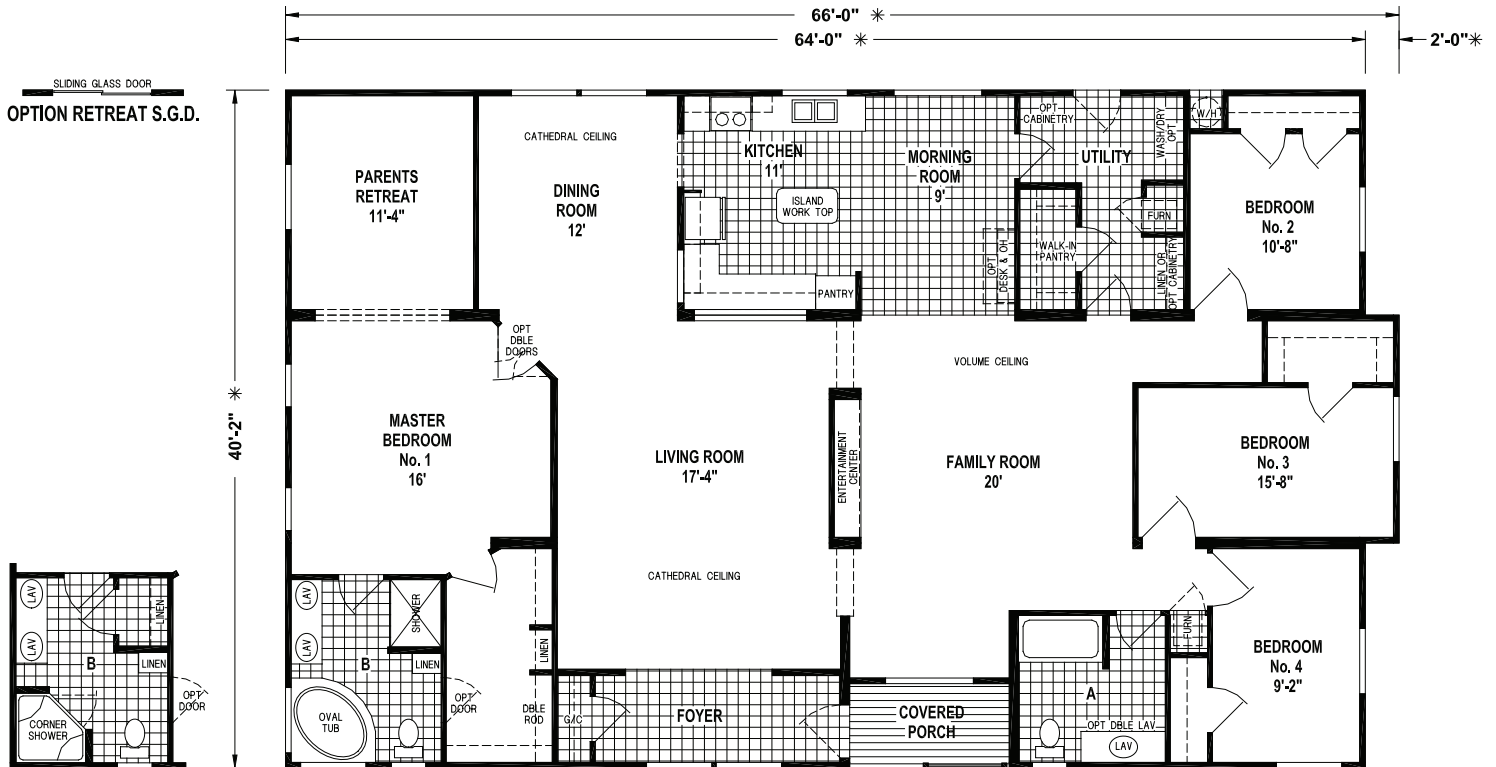 66'-0" ✳
64'-0" ✳
2'-0"✳
SLIDING GLASS DOOR
OPTION RETREAT S.G.D.
40'-2" ✳
PARENTS
RETREAT
11'-4"
CATHEDRAL CEILING
DINING
ROOM
12'
KITCHEN
11'
ISLAND
WORK TOP
PANTRY
MORNING
ROOM
9'
OPT
DESK & OH
OPT
CABINETRY
UTILITY
WASH/DRY
OPT
FURN
WALK-IN
PANTRY
LINEN OR
OPT CABINETRY
W/H
BEDROOM
No. 2
10'-8"
OPT
DBLE
DOORS
VOLUME CEILING
MASTER
BEDROOM
No. 1
16'
LIVING ROOM
17'-4"
ENTERTAINMENT
CENTER
FAMILY ROOM
20'
BEDROOM
No. 3
15'-8"
CATHEDRAL CEILING
LAV
LAV
LINEN
B
LINEN
OPT
DOOR
CORNER
SHOWER
LAV
LAV
SHOWER
B
LINEN
OPT
DOOR
OVAL
TUB
LINEN
DBLE
ROD
G/C
FOYER
COVERED
PORCH
A
OPT DBLE LAV
LAV
FURN
BEDROOM
No. 4
9'-2"